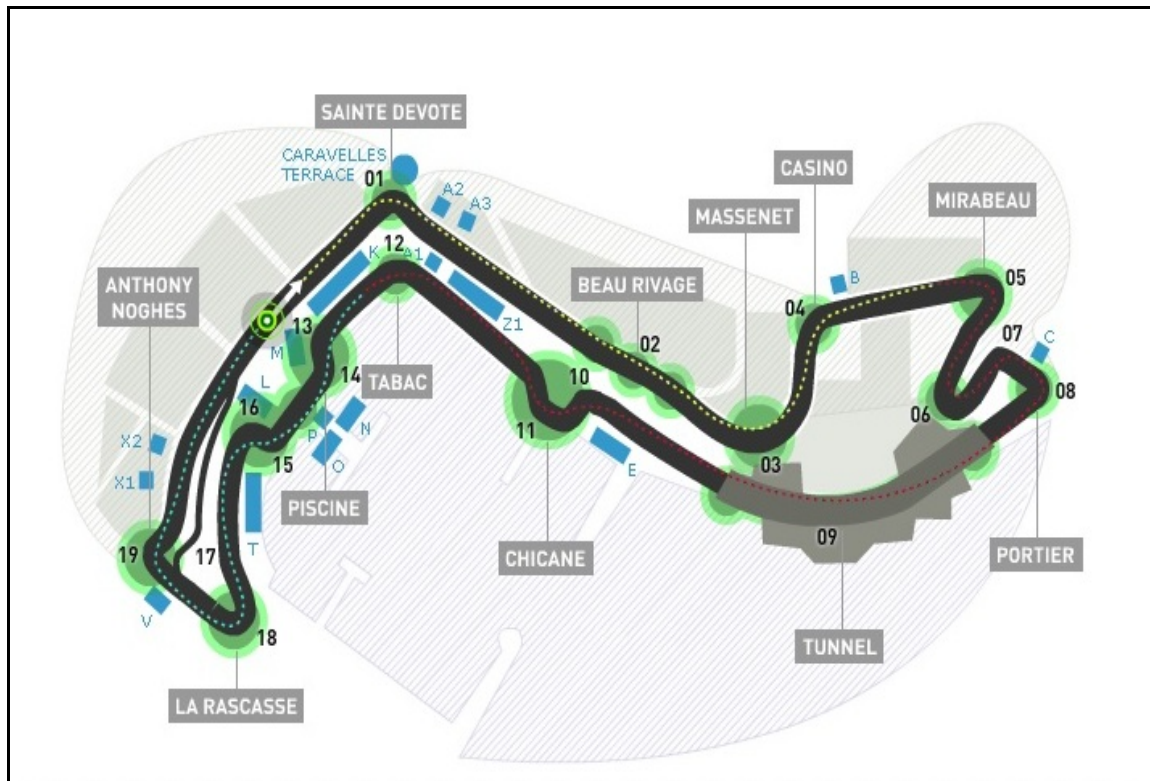 SAINTE DEVOTE
CARAVELLES
TERRACE
01
A2
A3
CASINO
MASSENET
MIRABEAU
12
K
A1
ANTHONY
NOGHES
BEAU RIVAGE
B
05
Z1
04
13
M
02
07
C
14
TABAC
10
L
16
08
06
11
P
N
X2
15
O
E
03
X1
PISCINE
09
19
17
T
CHICANE
PORTIER
V
18
TUNNEL
LA RASCASSE